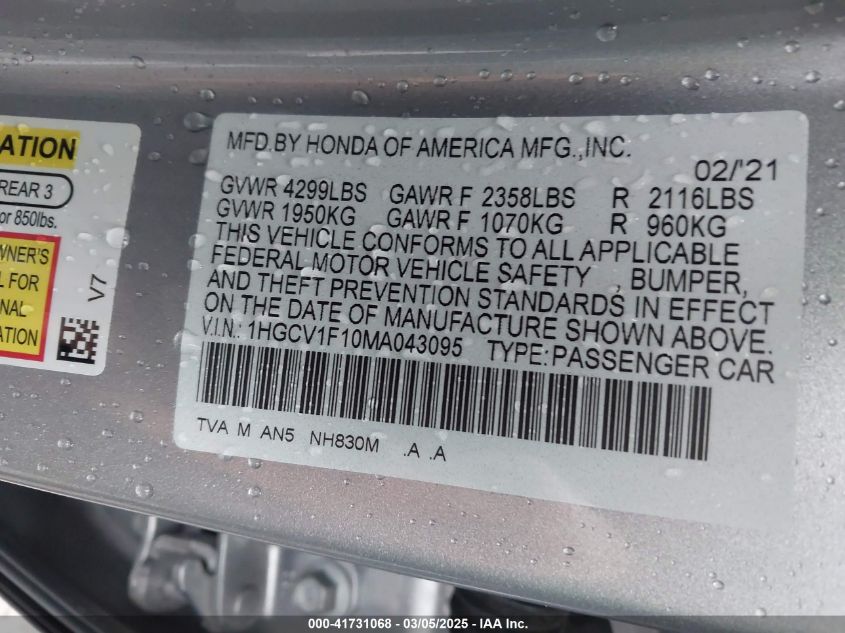 ATION
REAR 3
or 850lbs.
WNER'S
L FOR
NAL
ATION
V7
MFD.BY HONDA OF AMERICA MFG.,INC.
02/'21
GVWR 4299LBS GAWR F 2358LBS R 2116LBS
GVWR 1950KG GAWR F 1070KG R 960KG
THIS VEHICLE CONFORMS TO ALL APPLICABLE
FEDERAL MOTOR VEHICLE SAFETY , BUMPER,
AND THEFT PREVENTION STANDARDS IN EFFECT
ON THE DATE OF MANUFACTURE SHOWN ABOVE.
V.I.N.: 1HGCV1F10MA043095 TYPE: PASSENGER CAR
TVA M AN5 NH830M .A .A
000-41731068 - 03/05/2025 - IAA Inc.